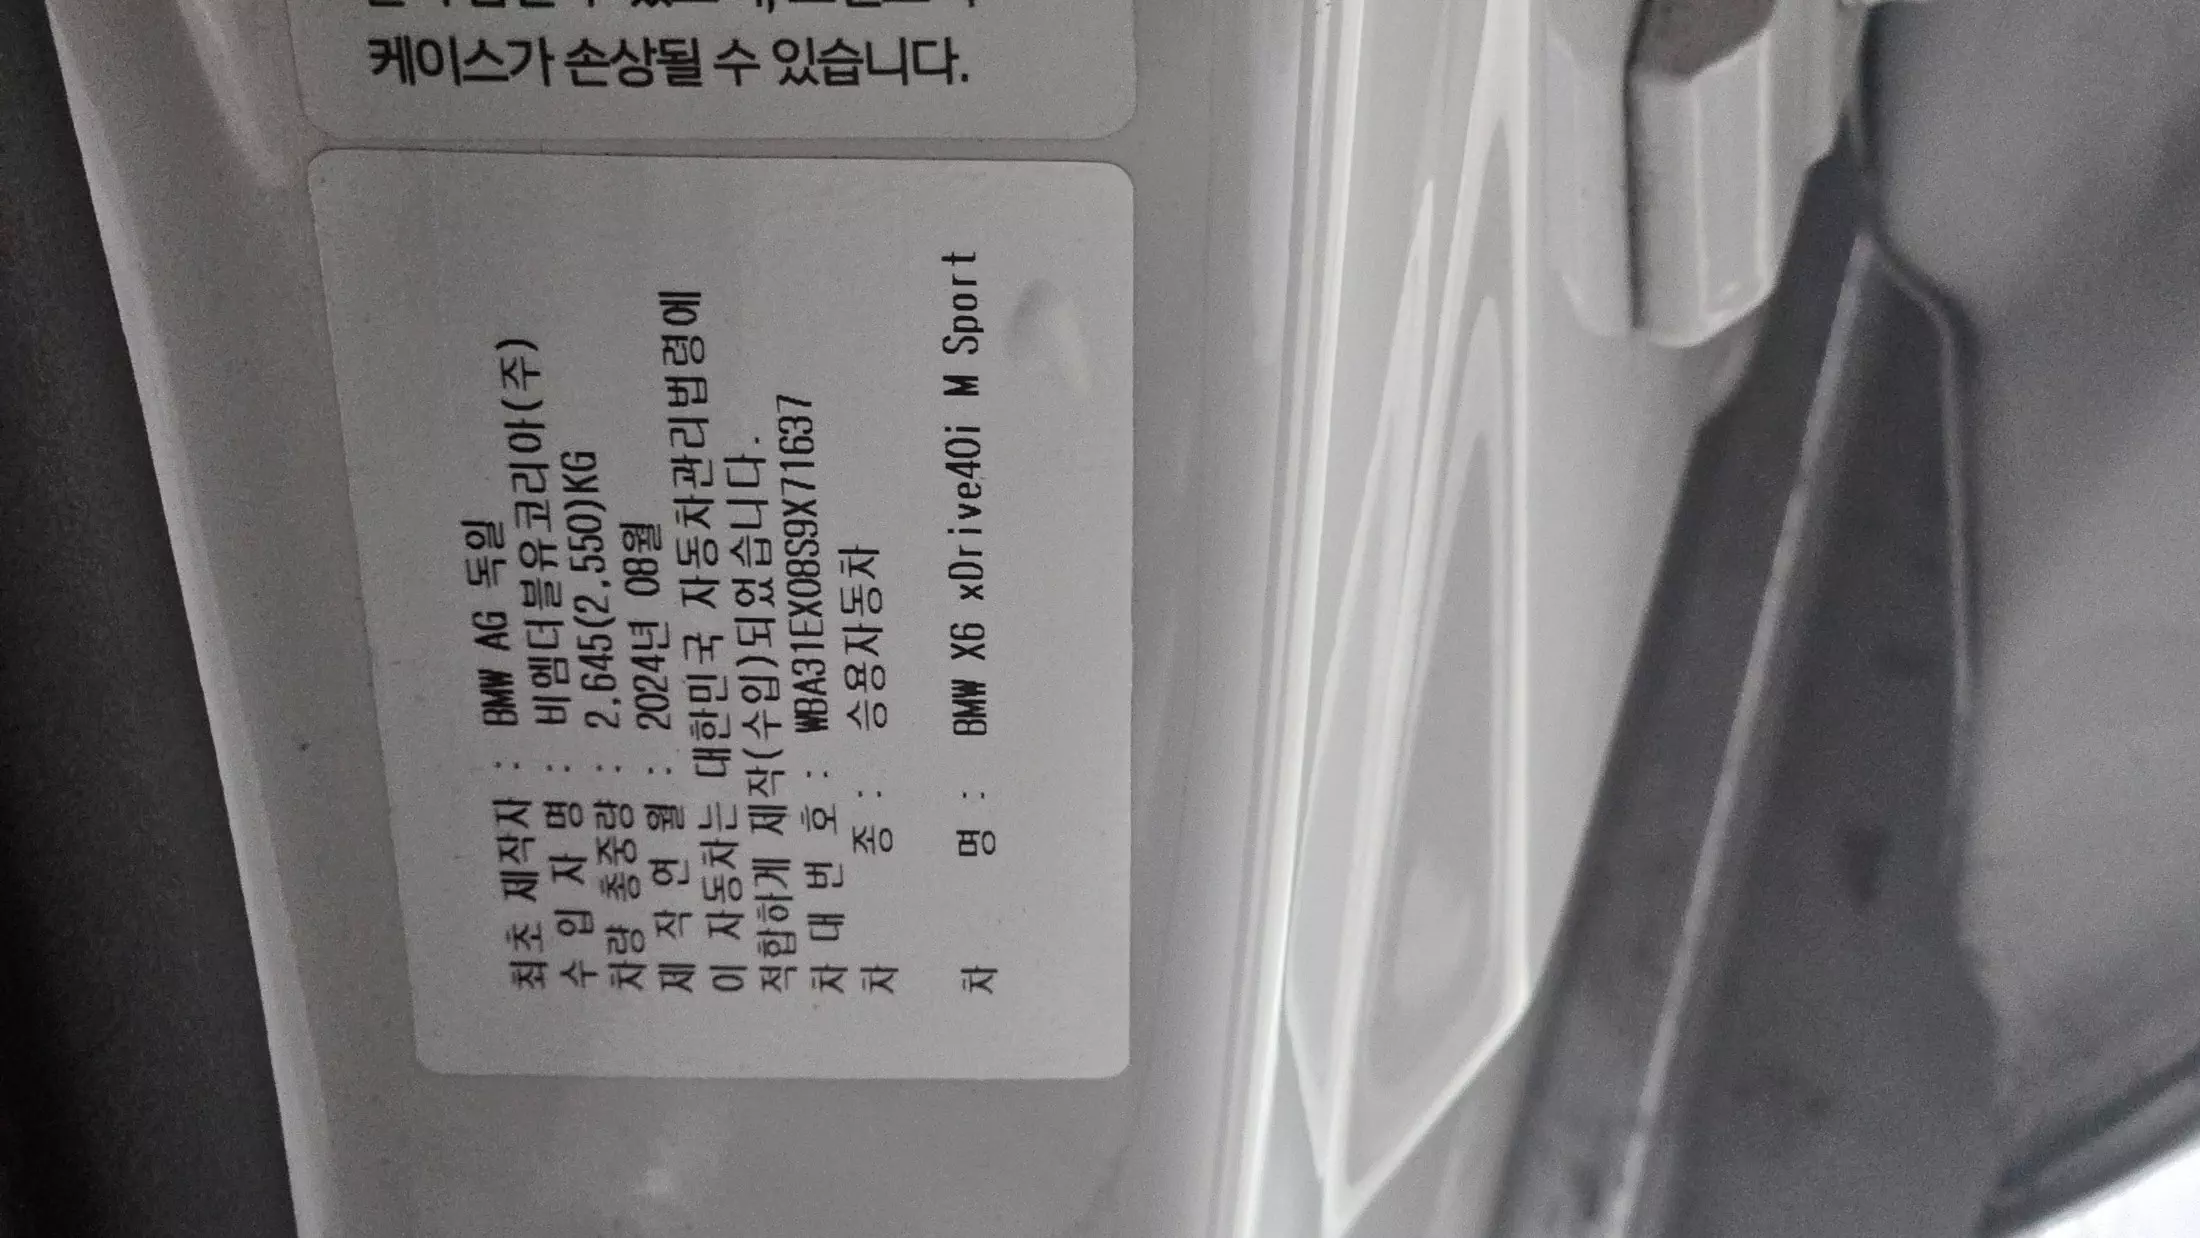 케이스가 손상될 수 있습니다.
최초 제작자 : BMW AG 독일
수 입 자 명 : 비엠더블유코리아(주)
차량 총중량 : 2,645(2,550)KG
제 작 연 월 : 2024년 08월
이 자동차는 대한민국 자동차관리법령에
적합하게 제작(수입)되었습니다.
차 대 번 호 : WBA31EX08S9X71637
차 종 : 승용자동차
차 명 : BMW X6 xDrive40i M Sport